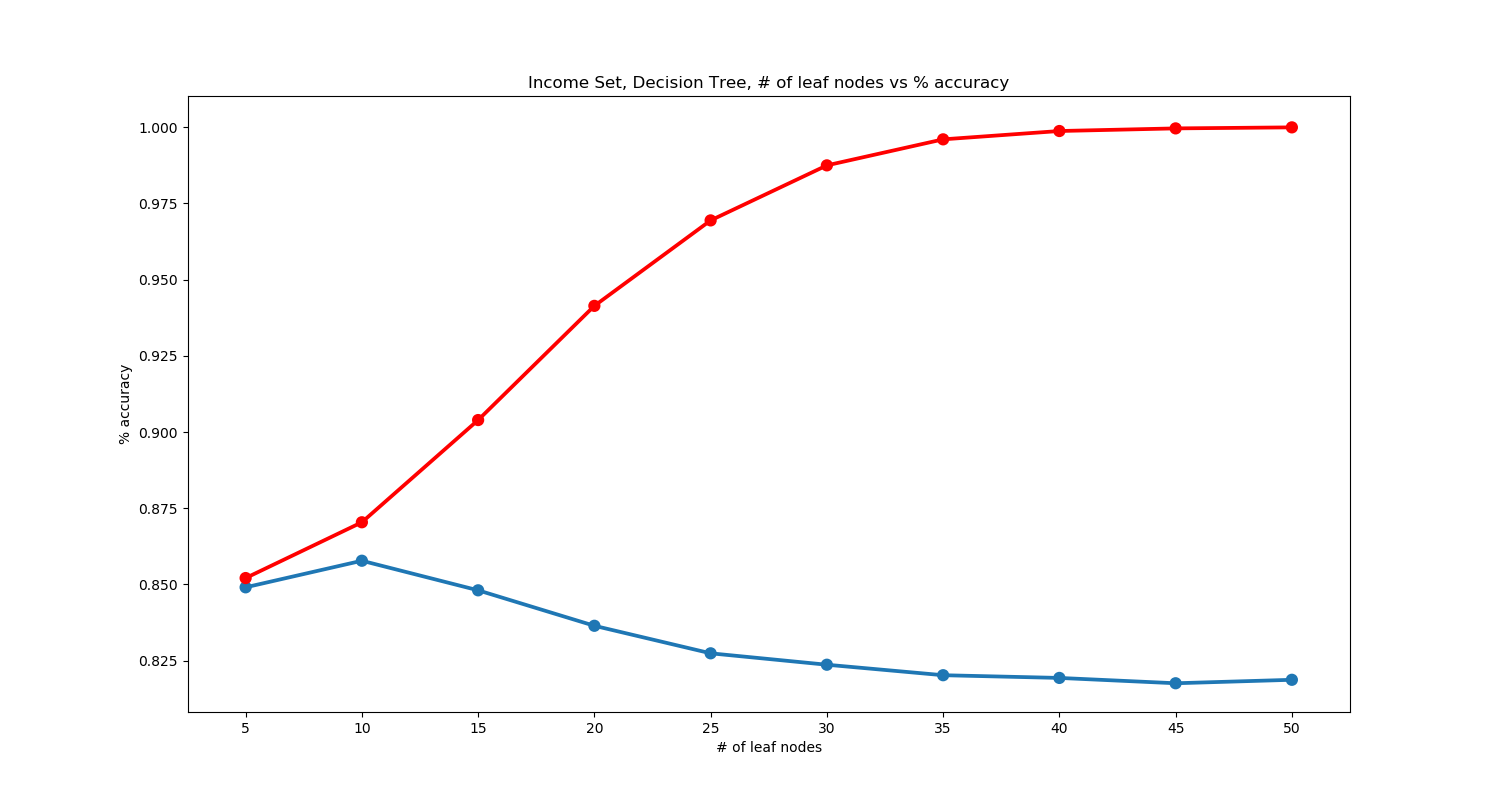 Income Set, Decision Tree, # of leaf nodes vs % accuracy
1.000
0.975
0.950
0.925
0.900
0.875
0.850
0.825
% accuracy
5 10 15 20 25 30 35 40 45 50
# of leaf nodes